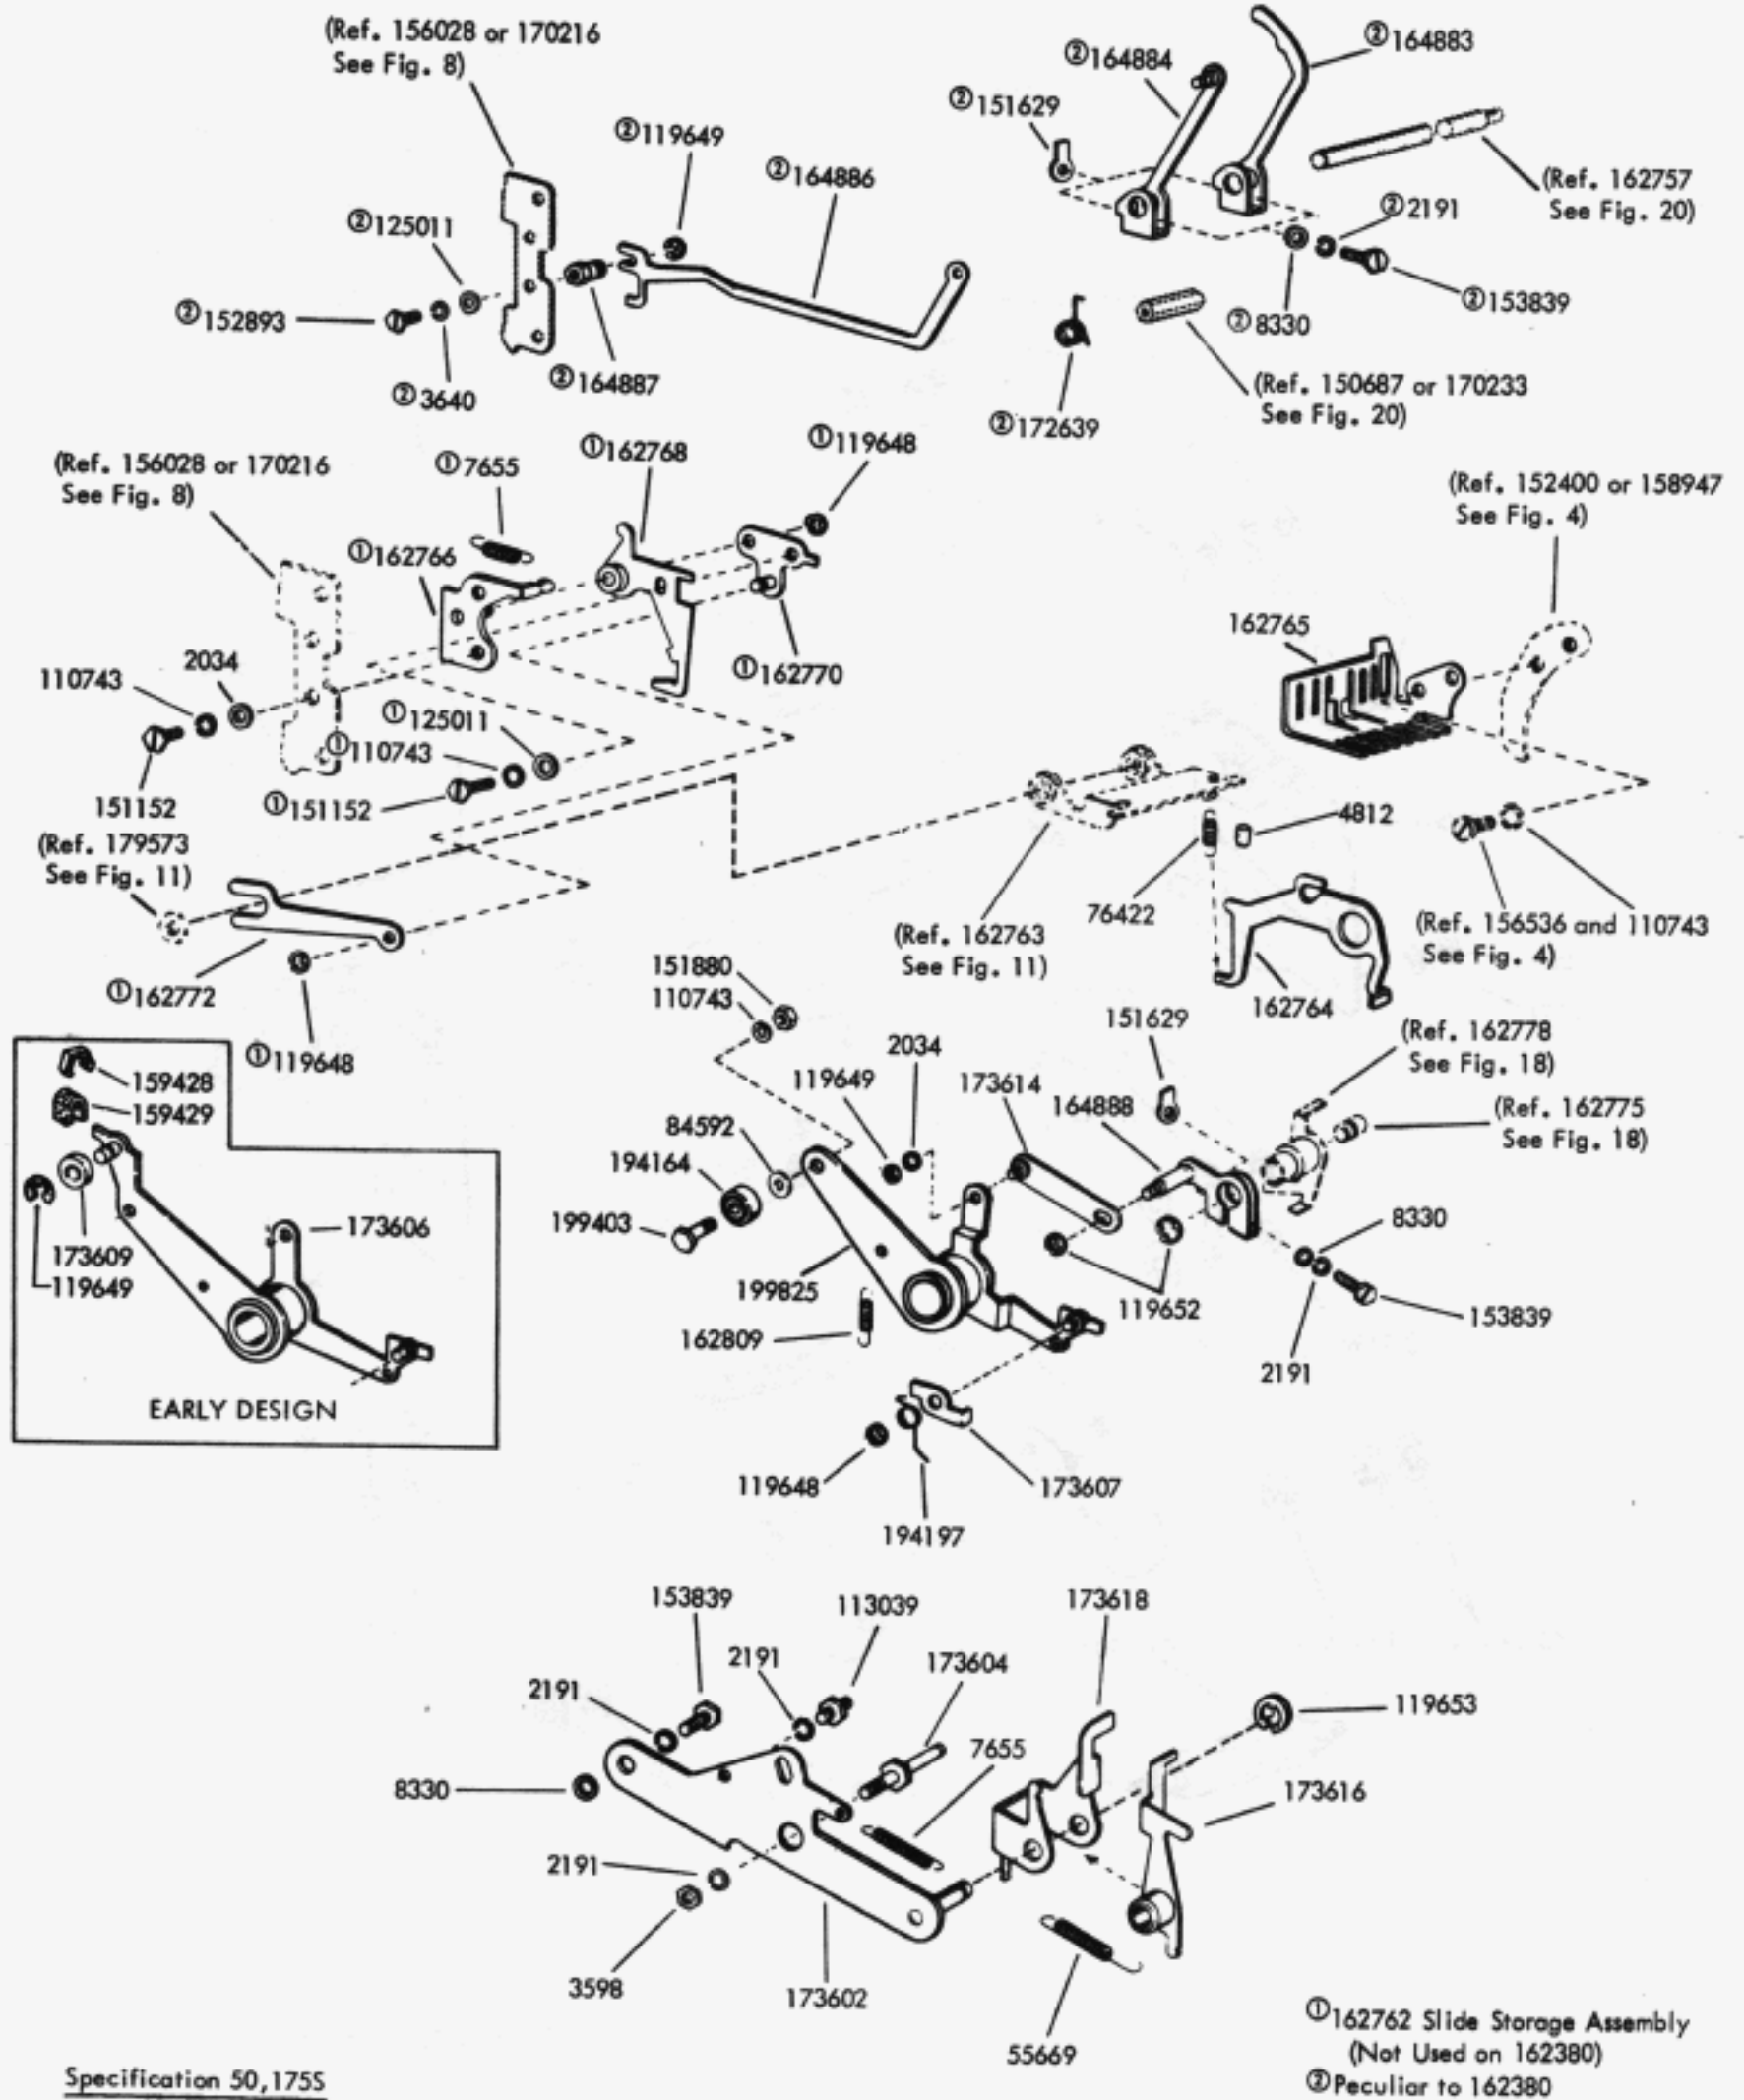 (Ref. 156028 or 170216
See Fig. 8)
②119649
②164886
②125011
②152893
②3640
②164887
②164884
②164883
②151629
(Ref. 162757
See Fig. 20)
②2191
②153839
②8330
(Ref. 150687 or 170233
See Fig. 20)
②172639
(Ref. 156028 or 170216
See Fig. 8)
①7655
①162768
①119648
①162766
①162770
110743
2034
①125011
①110743
①151152
151152
(Ref. 179573
See Fig. 11)
①162772
①119648
(Ref. 152400 or 158947
See Fig. 4)
162765
4812
76422
(Ref. 162763
See Fig. 11)
(Ref. 156536 and 110743
See Fig. 4)
162764
159428
159429
173606
173609
119649
EARLY DESIGN
151880
110743
2034
119649
173614
84592
194164
199403
199825
162809
151629
164888
(Ref. 162778
See Fig. 18)
(Ref. 162775
See Fig. 18)
8330
119652
153839
2191
119648
173607
194197
153839
113039
2191
2191
173604
173618
7655
119653
8330
173616
2191
3598
173602
55669
①162762 Slide Storage Assembly
(Not Used on 162380)
②Peculiar to 162380
Specification 50,175S